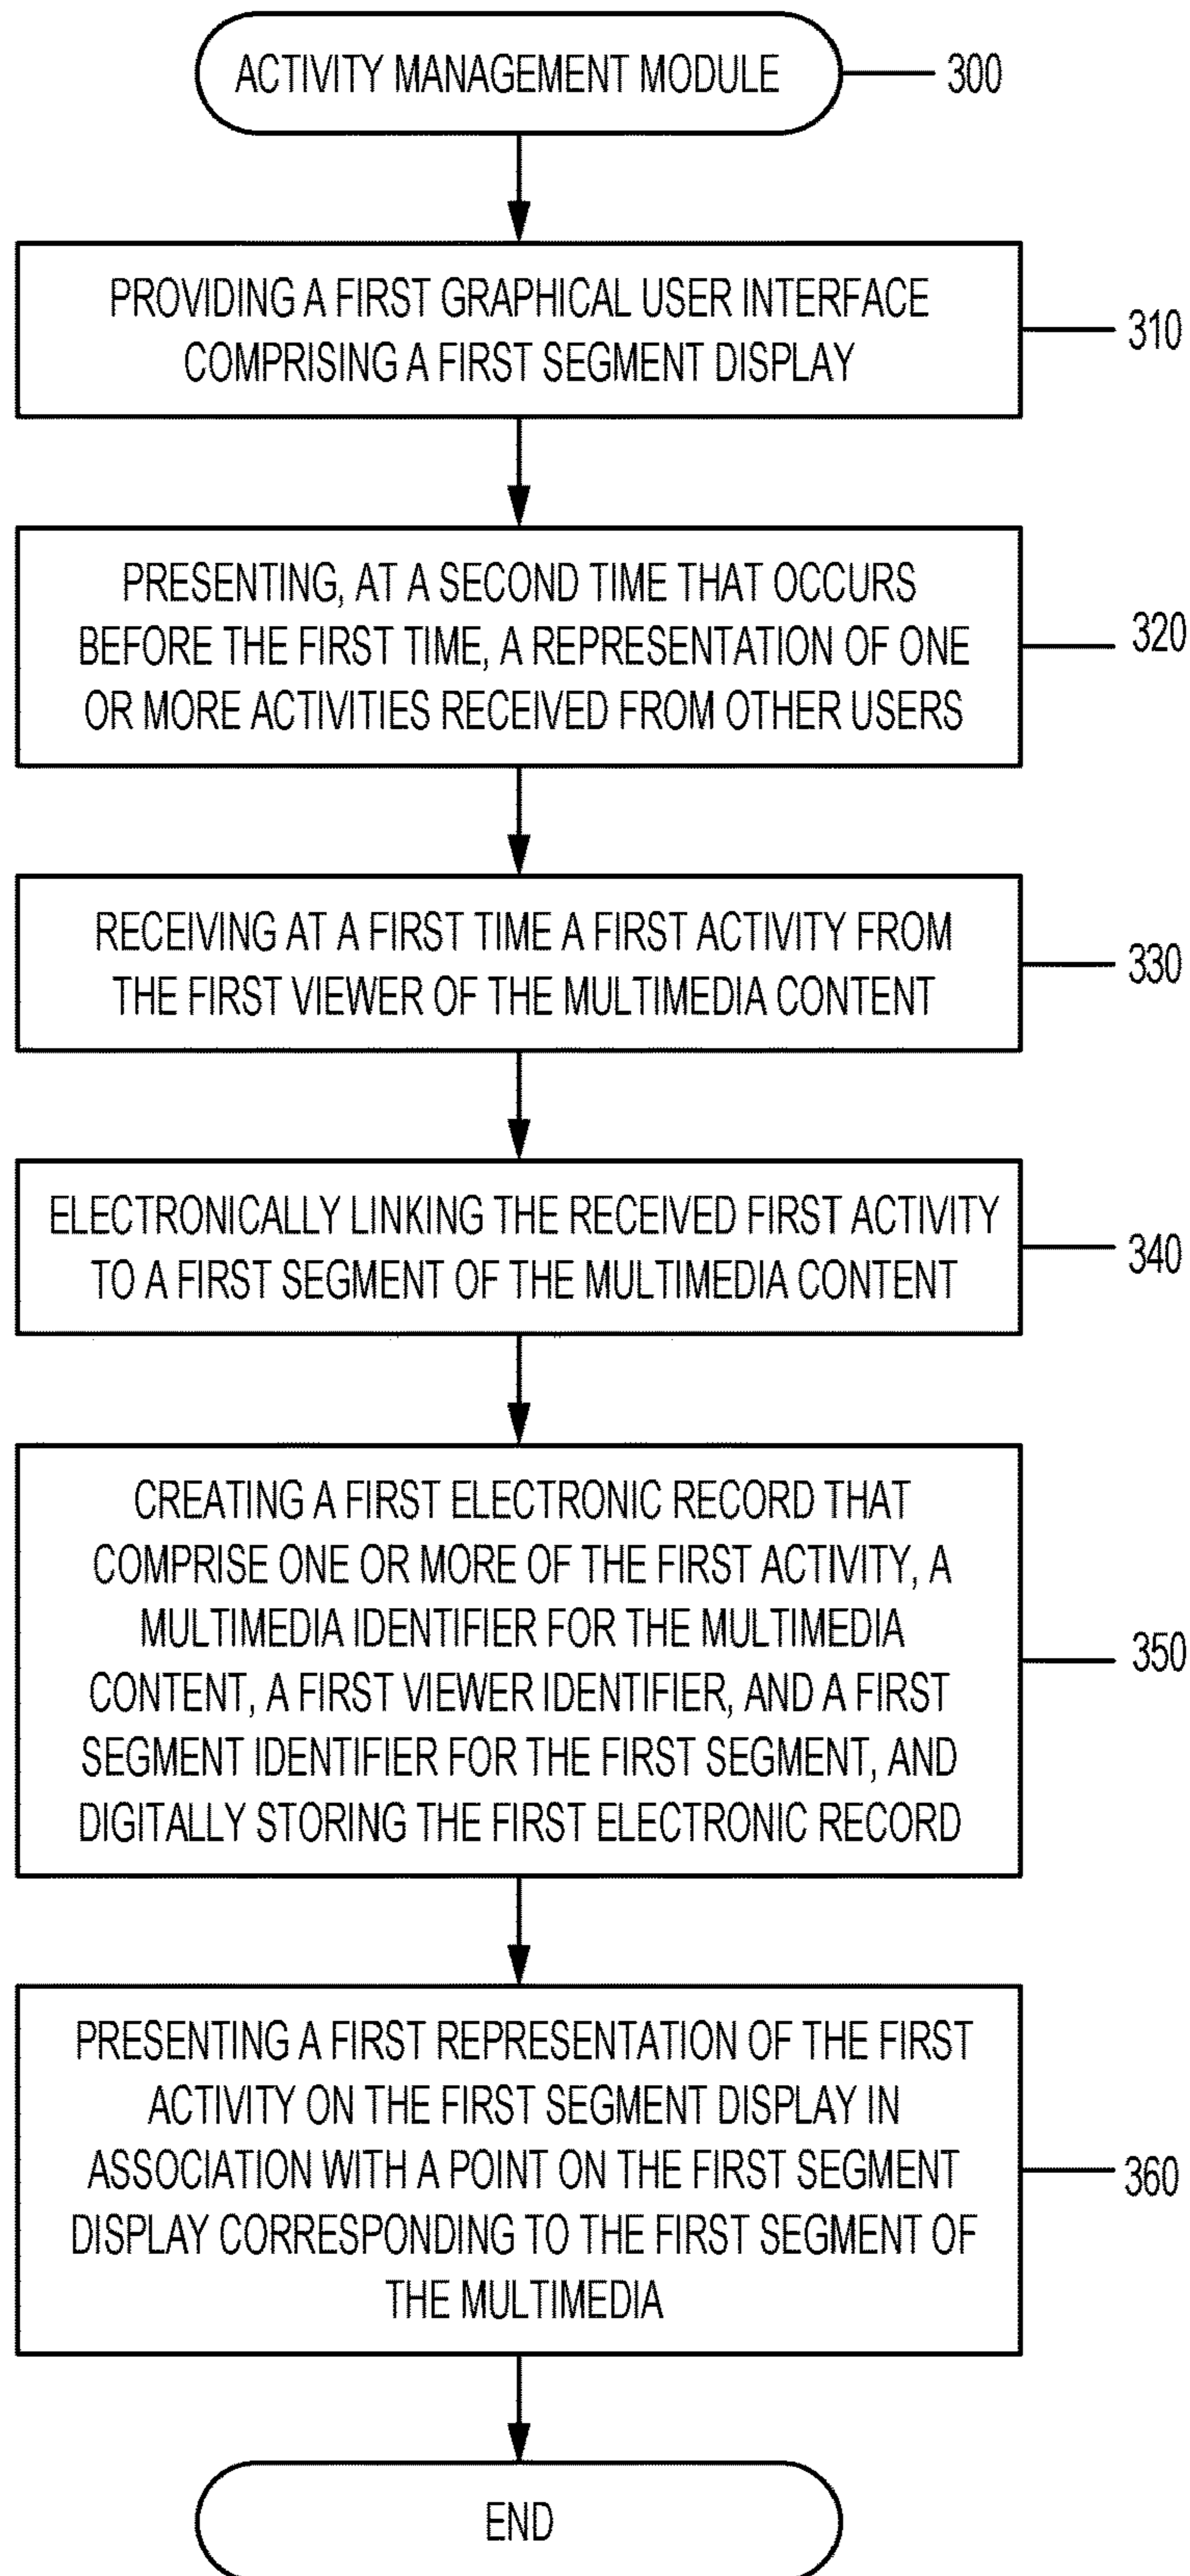 ACTIVITY MANAGEMENT MODULE
300
PROVIDING A FIRST GRAPHICAL USER INTERFACE
COMPRISING A FIRST SEGMENT DISPLAY
310
PRESENTING, AT A SECOND TIME THAT OCCURS
BEFORE THE FIRST TIME, A REPRESENTATION OF ONE
OR MORE ACTIVITIES RECEIVED FROM OTHER USERS
320
RECEIVING AT A FIRST TIME A FIRST ACTIVITY FROM
THE FIRST VIEWER OF THE MULTIMEDIA CONTENT
330
ELECTRONICALLY LINKING THE RECEIVED FIRST ACTIVITY
TO A FIRST SEGMENT OF THE MULTIMEDIA CONTENT
340
CREATING A FIRST ELECTRONIC RECORD THAT
COMPRISE ONE OR MORE OF THE FIRST ACTIVITY, A
MULTIMEDIA IDENTIFIER FOR THE MULTIMEDIA
CONTENT, A FIRST VIEWER IDENTIFIER, AND A FIRST
SEGMENT IDENTIFIER FOR THE FIRST SEGMENT, AND
DIGITALLY STORING THE FIRST ELECTRONIC RECORD
350
PRESENTING A FIRST REPRESENTATION OF THE FIRST
ACTIVITY ON THE FIRST SEGMENT DISPLAY IN
ASSOCIATION WITH A POINT ON THE FIRST SEGMENT
DISPLAY CORRESPONDING TO THE FIRST SEGMENT OF
THE MULTIMEDIA
360
END